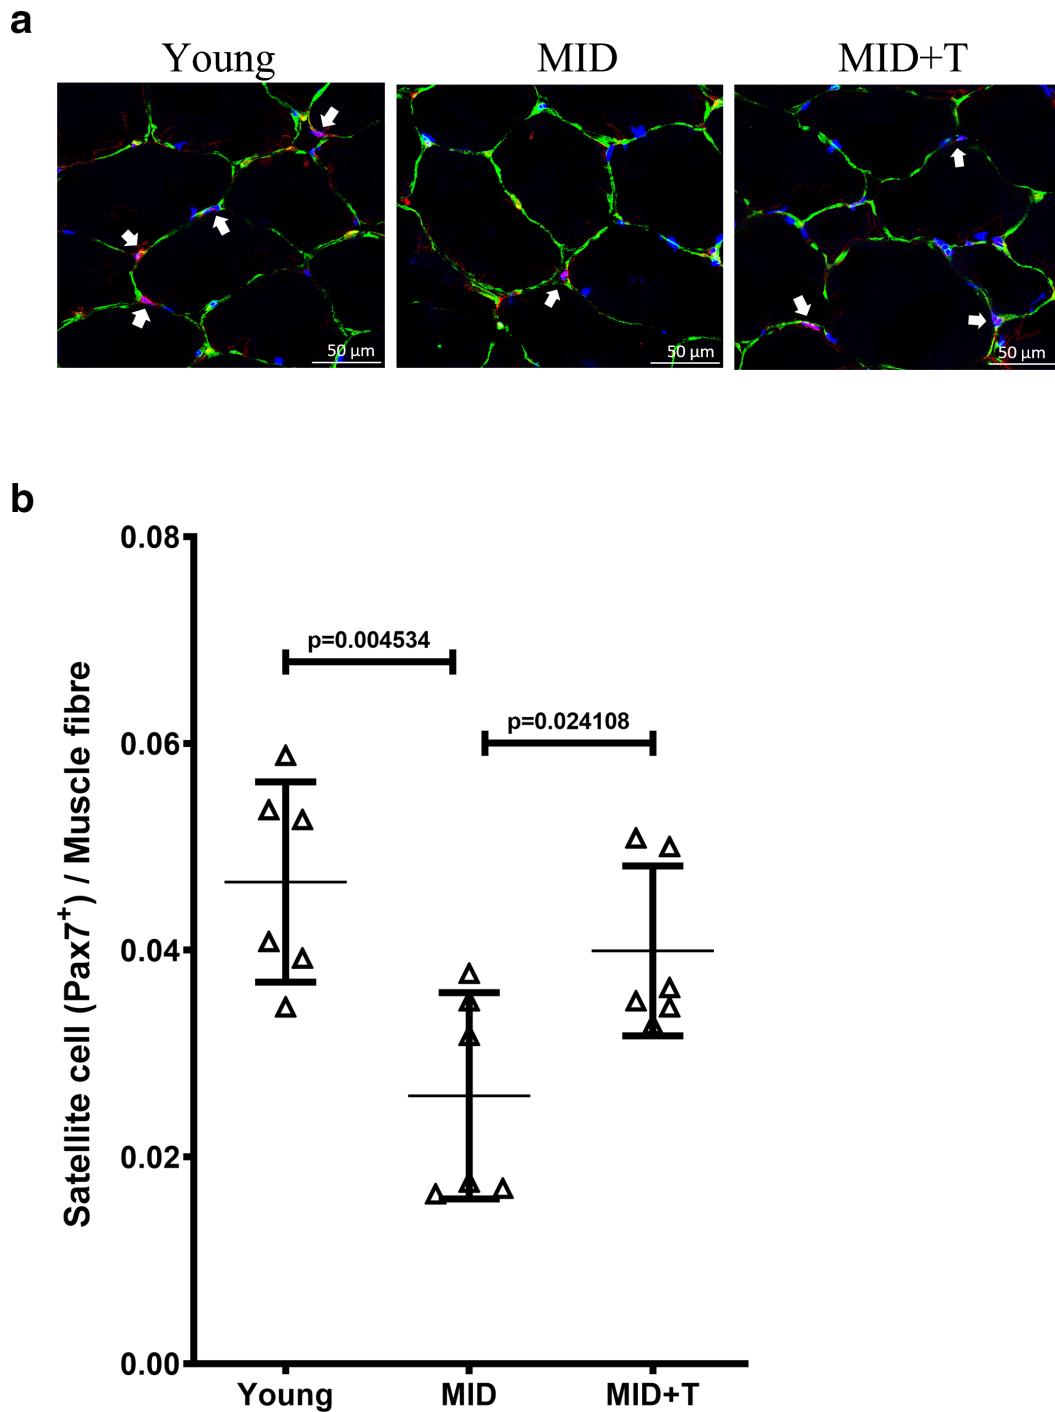 a
Young MID MID+T
50 µm 50 µm 50 µm
b
0.08
p=0.004534
p=0.024108
0.06
0.04
0.02
0.00
Satellite cell (Pax7+) / Muscle fibre
Young MID MID+T